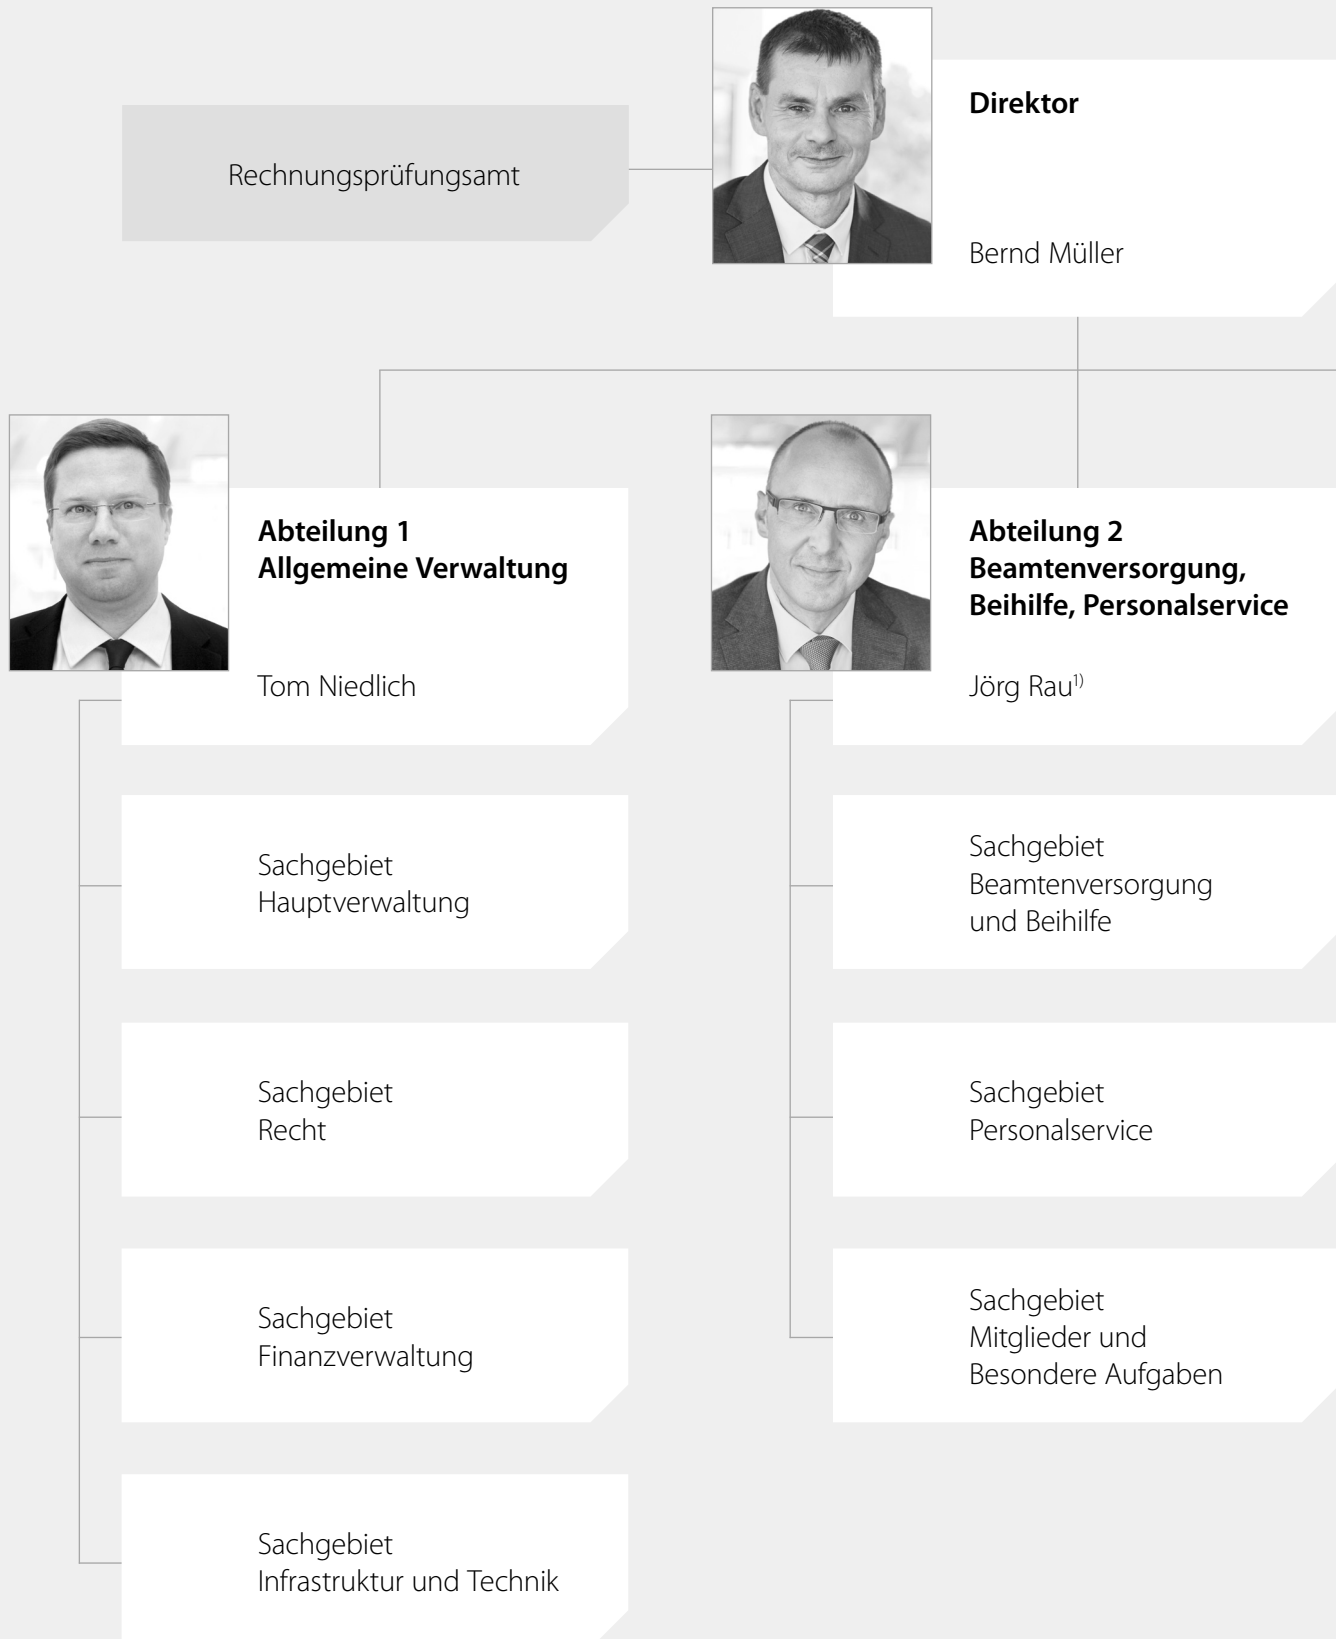 Rechnungsprüfungsamt
Direktor
Bernd Müller
Abteilung 1
Allgemeine Verwaltung
Tom Niedlich
Abteilung 2
Beamtenversorgung,
Beihilfe, Personalservice
Jörg Rau¹⁾
Sachgebiet
Hauptverwaltung
Sachgebiet
Recht
Sachgebiet
Finanzverwaltung
Sachgebiet
Infrastruktur und Technik
Sachgebiet
Beamtenversorgung
und Beihilfe
Sachgebiet
Personalservice
Sachgebiet
Mitglieder und
Besondere Aufgaben